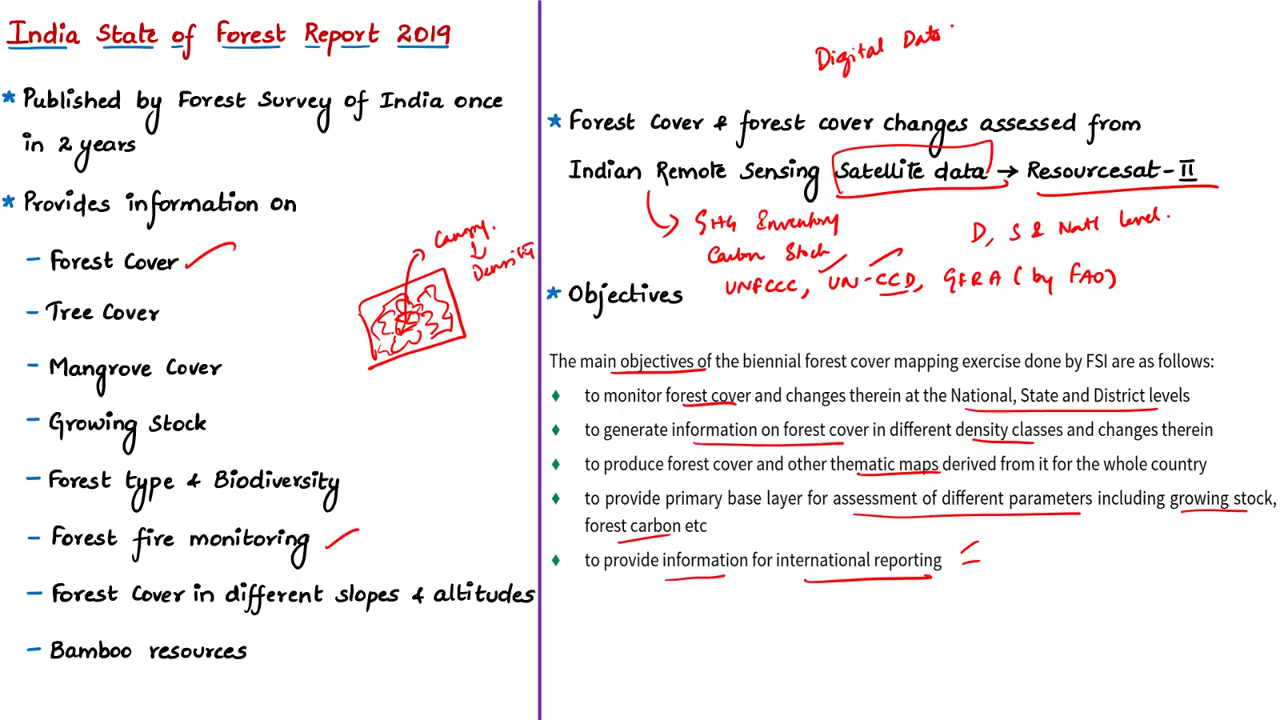 India State of Forest Report 2019
* Published by Forest Survey of India once
in 2 years
* Provides information on
- Forest Cover
- Tree Cover
- Mangrove Cover
- Growing Stock
- Forest type & Biodiversity
- Forest fire monitoring
- Forest Cover in different slopes & altitudes
- Bamboo resources
Canopy.
Density
Digital Data
* Forest Cover & forest cover changes assessed from
Indian Remote Sensing Satellite data → Resourcesat-II
GHG Inventory
D, S & Natl level.
Carbon Stock
UNFCCC, UN-CCD, GFRA (by FAO)
* Objectives
The main objectives of the biennial forest cover mapping exercise done by FSI are as follows:
♦ to monitor forest cover and changes therein at the National, State and District levels
♦ to generate information on forest cover in different density classes and changes therein
♦ to produce forest cover and other thematic maps derived from it for the whole country
♦ to provide primary base layer for assessment of different parameters including growing stock,
forest carbon etc
♦ to provide information for international reporting